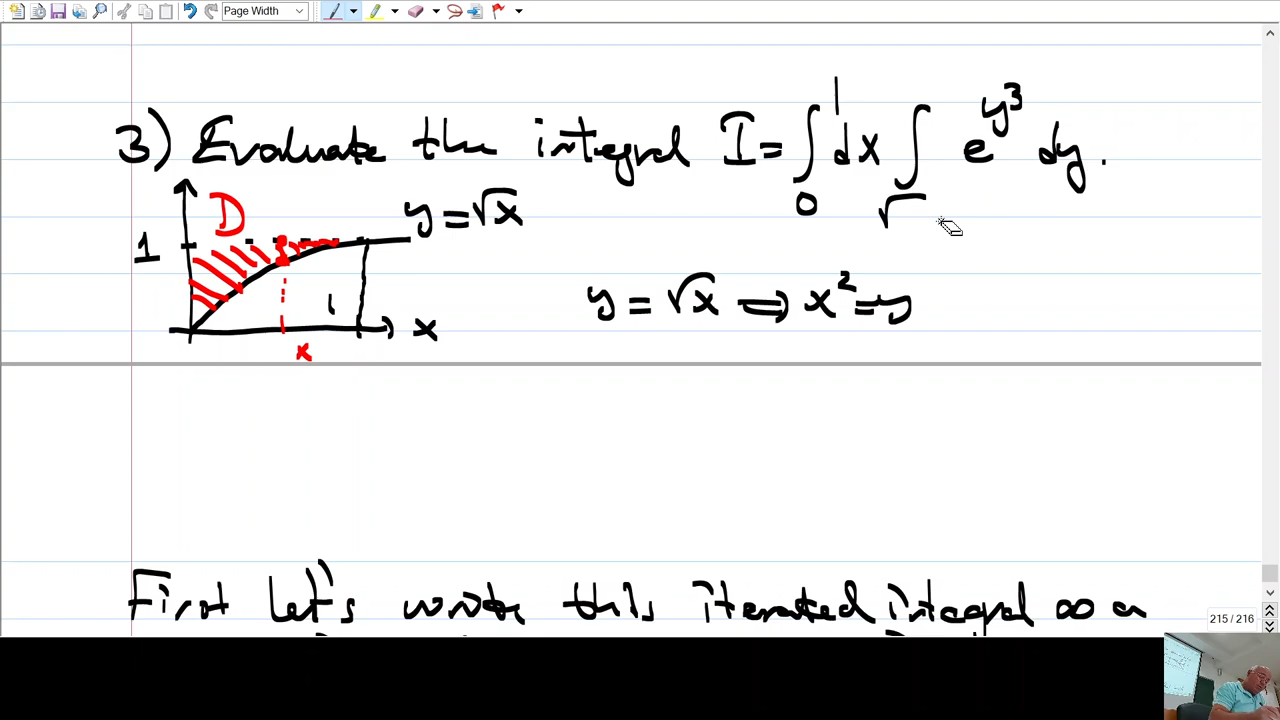 Page Width
3) Evaluate the integral I = ∫₀¹ dx ∫_√ e^{y³} dy.
D
y = √x
1
y = √x ⟹ x² = y
1
x
x
First let's write this iterated integral as a
215 / 216